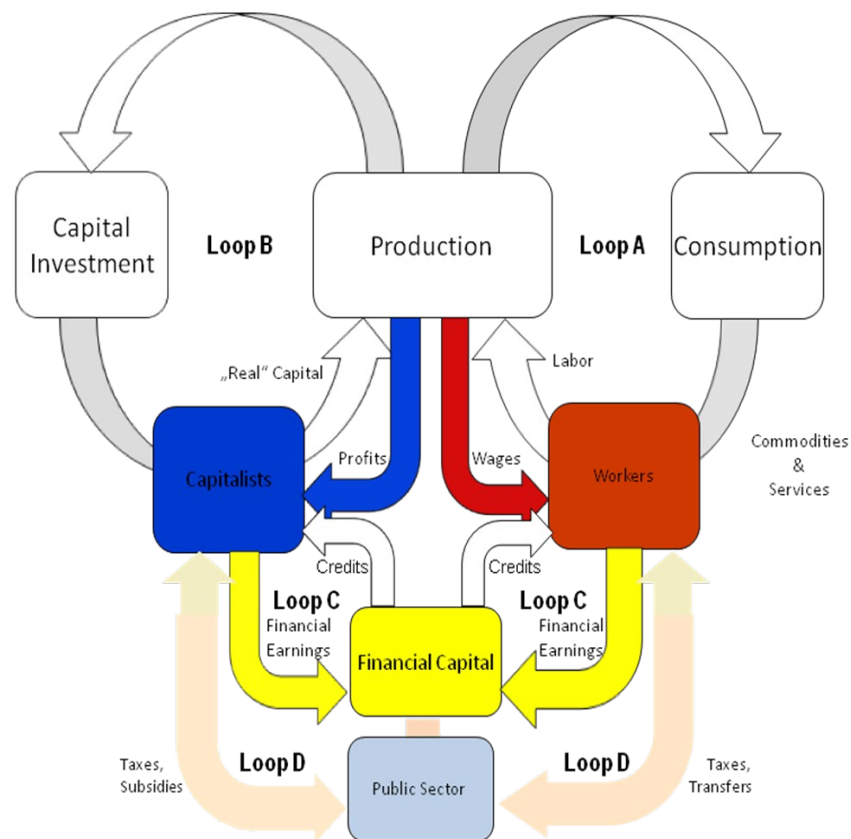 Capital
Investment
Loop B
Production
Loop A
Consumption
„Real“ Capital
Labor
Capitalists
Profits
Wages
Workers
Commodities
&
Services
Credits
Credits
Loop C
Financial
Earnings
Loop C
Financial
Earnings
Financial Capital
Taxes,
Subsidies
Loop D
Public Sector
Loop D
Taxes,
Transfers